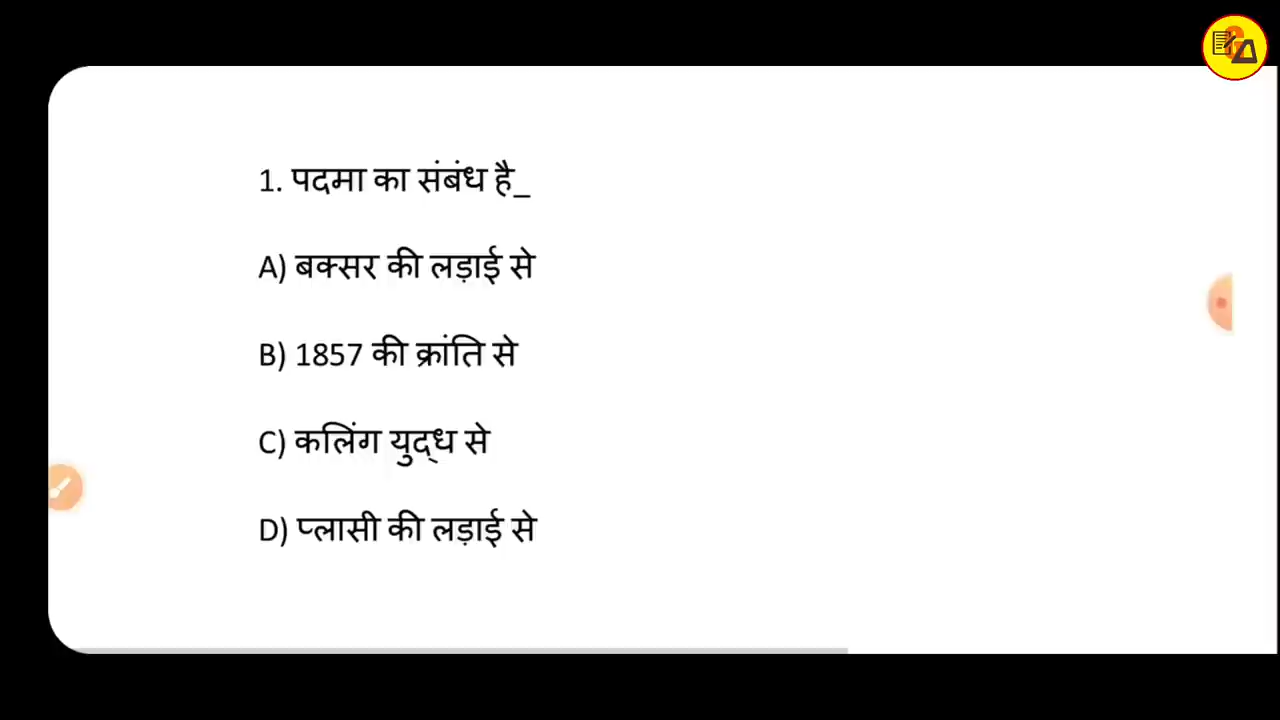 1. पदमा का संबंध है_
A) बक्सर की लड़ाई से
B) 1857 की क्रांति से
C) कलिंग युद्ध से
D) प्लासी की लड़ाई से